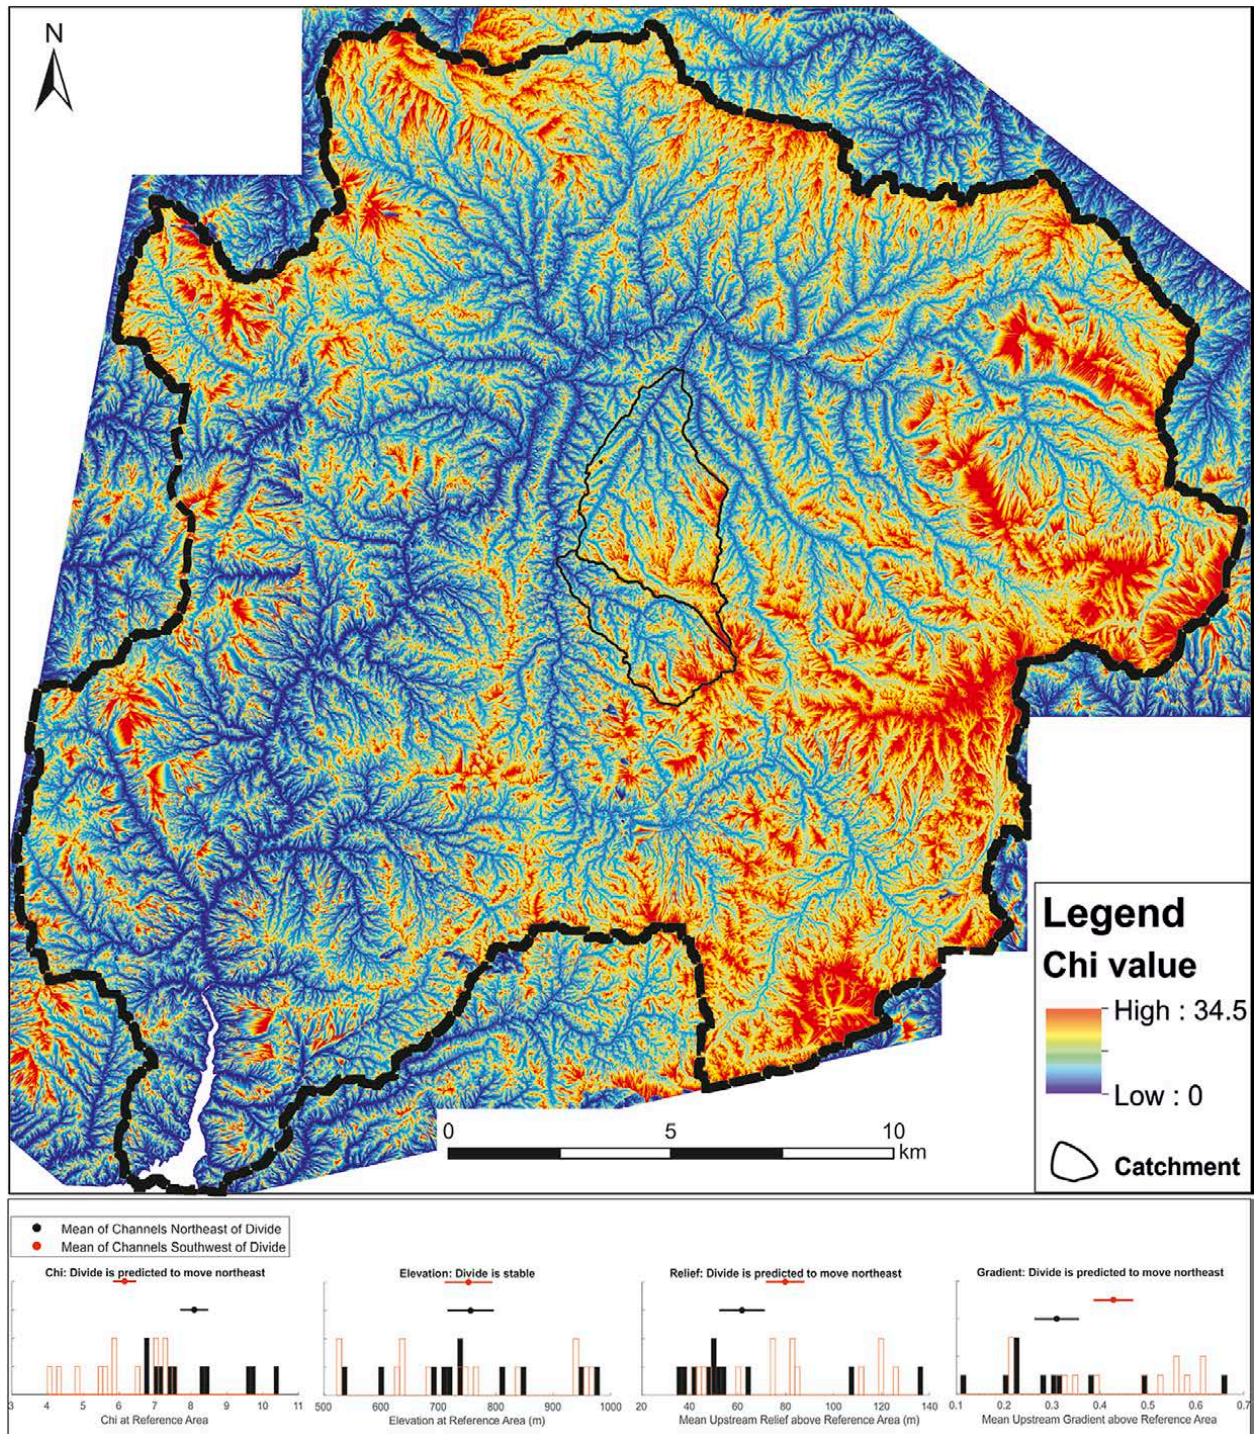 N
Legend
Chi value
High : 34.5
Low : 0
Catchment
0 5 10
km
Mean of Channels Northeast of Divide
Mean of Channels Southwest of Divide
Chi: Divide is predicted to move northeast
3 4 5 6 7 8 9 10 11
Chi at Reference Area
Elevation: Divide is stable
500 600 700 800 900 1000
Elevation at Reference Area (m)
Relief: Divide is predicted to move northeast
20 40 60 80 100 120 140
Mean Upstream Relief above Reference Area (m)
Gradient: Divide is predicted to move northeast
0.1 0.2 0.3 0.4 0.5 0.6 0.7
Mean Upstream Gradient above Reference Area